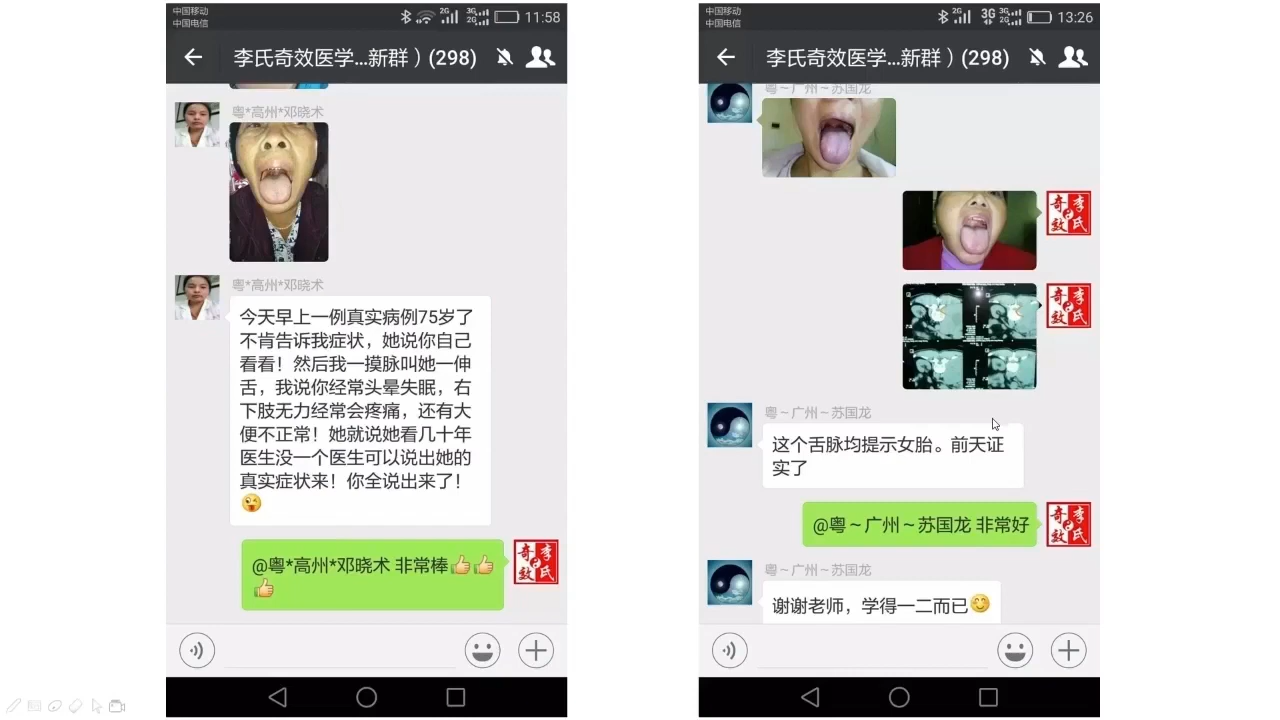 中国移动
中国电信
11:58
李氏奇效医学...新群）(298)
粤*高州*邓晓术
粤*高州*邓晓术
今天早上一例真实病例75岁了
不肯告诉我症状，她说你自己
看看！然后我一摸脉叫她一伸
舌，我说你经常头晕失眠，右
下肢无力经常会疼痛，还有大
便不正常！她就说她看几十年
医生没一个医生可以说出她的
真实症状来！你全说出来了！
@粤*高州*邓晓术 非常棒
李氏奇效
中国移动
中国电信
13:26
李氏奇效医学...新群）(298)
粤～广州～苏国龙
李氏奇效
李氏奇效
粤～广州～苏国龙
这个舌脉均提示女胎。前天证
实了
@粤～广州～苏国龙 非常好
李氏奇效
粤～广州～苏国龙
谢谢老师，学得一二而已